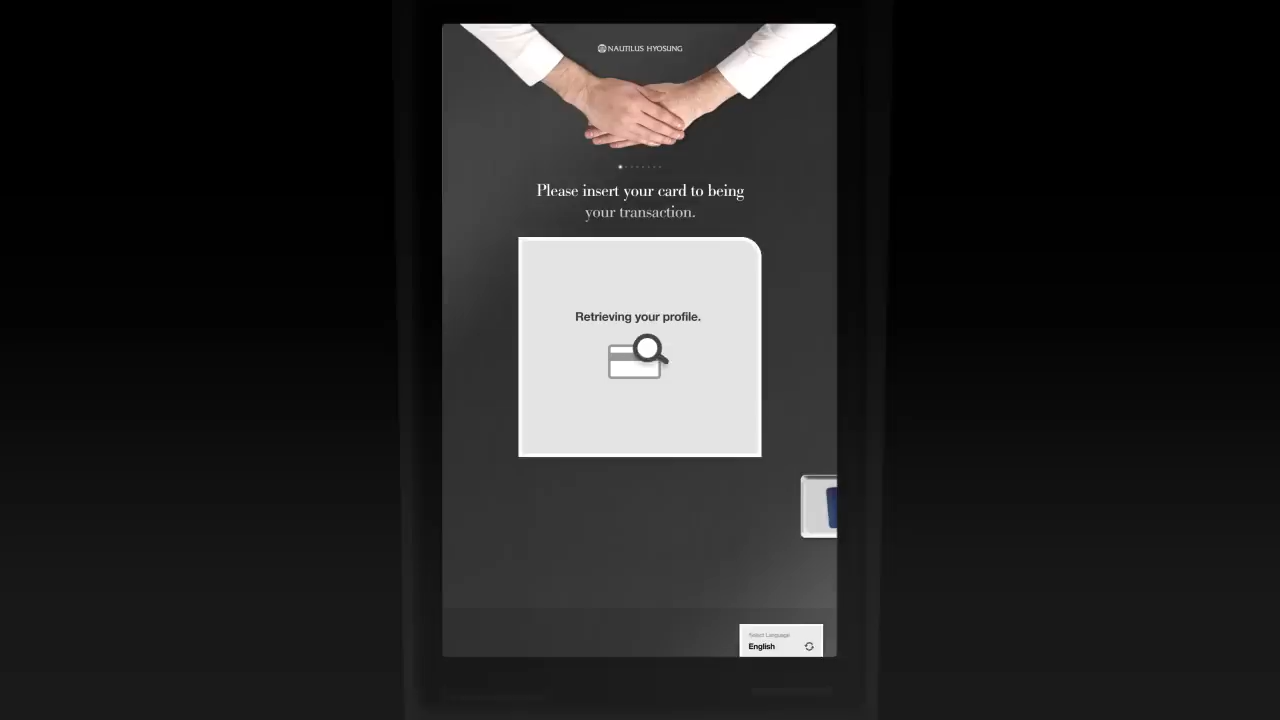 NAUTILUS HYOSUNG
Please insert your card to being
your transaction.
Retrieving your profile.
Select Language
English